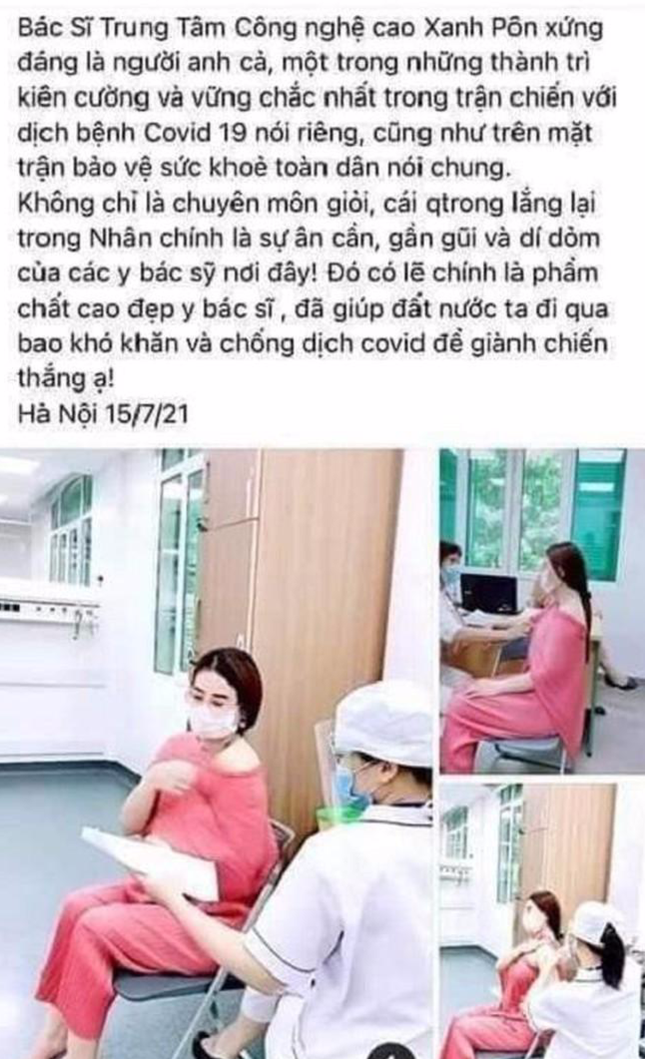 Bác Sĩ Trung Tâm Công nghệ cao Xanh Pôn xứng
đáng là người anh cả, một trong những thành trì
kiên cường và vững chắc nhất trong trận chiến với
dịch bệnh Covid 19 nói riêng, cũng như trên mặt
trận bảo vệ sức khoẻ toàn dân nói chung.
Không chỉ là chuyên môn giỏi, cái qtrong lắng lại
trong Nhân chính là sự ân cần, gần gũi và dí dỏm
của các y bác sỹ nơi đây! Đó có lẽ chính là phẩm
chất cao đẹp y bác sĩ , đã giúp đất nước ta đi qua
bao khó khăn và chống dịch covid để giành chiến
thắng ạ!
Hà Nội 15/7/21